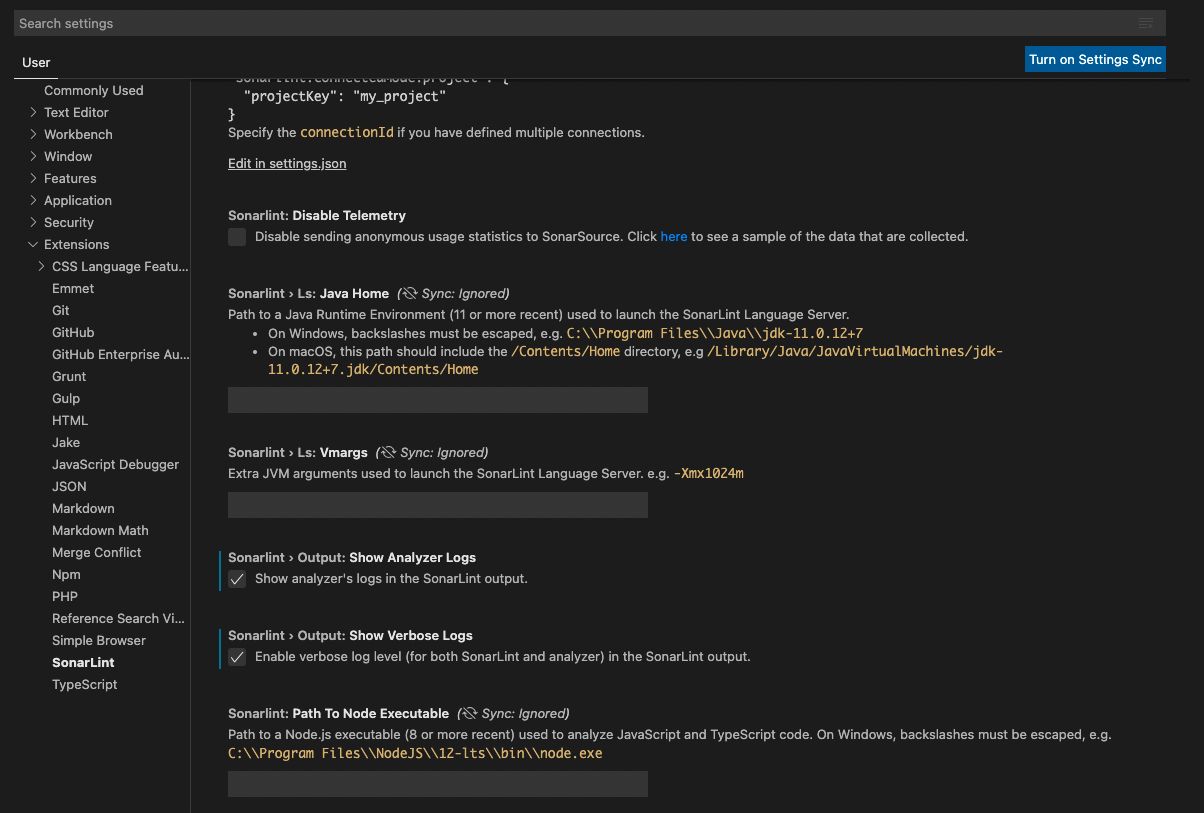 Search settings
User
Turn on Settings Sync
Commonly Used
Text Editor
Workbench
Window
Features
Application
Security
Extensions
CSS Language Featu...
Emmet
Git
GitHub
GitHub Enterprise Au...
Grunt
Gulp
HTML
Jake
JavaScript Debugger
JSON
Markdown
Markdown Math
Merge Conflict
Npm
PHP
Reference Search Vi...
Simple Browser
SonarLint
TypeScript
"sonarlint.connectedMode.project": {
"projectKey": "my_project"
}
Specify the connectionId if you have defined multiple connections.
Edit in settings.json
Sonarlint: Disable Telemetry
Disable sending anonymous usage statistics to SonarSource. Click here to see a sample of the data that are collected.
Sonarlint › Ls: Java Home (Sync: Ignored)
Path to a Java Runtime Environment (11 or more recent) used to launch the SonarLint Language Server.
• On Windows, backslashes must be escaped, e.g. C:\\Program Files\\Java\\jdk-11.0.12+7
• On macOS, this path should include the /Contents/Home directory, e.g /Library/Java/JavaVirtualMachines/jdk-
11.0.12+7.jdk/Contents/Home
Sonarlint › Ls: Vmargs (Sync: Ignored)
Extra JVM arguments used to launch the SonarLint Language Server. e.g. -Xmx1024m
Sonarlint › Output: Show Analyzer Logs
Show analyzer's logs in the SonarLint output.
Sonarlint › Output: Show Verbose Logs
Enable verbose log level (for both SonarLint and analyzer) in the SonarLint output.
Sonarlint: Path To Node Executable (Sync: Ignored)
Path to a Node.js executable (8 or more recent) used to analyze JavaScript and TypeScript code. On Windows, backslashes must be escaped, e.g.
C:\\Program Files\\NodeJS\\12-lts\\bin\\node.exe